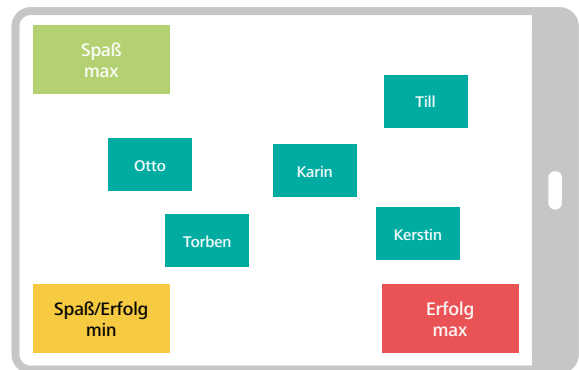 Spaß
max
Till
Otto
Karin
Torben
Kerstin
Spaß/Erfolg
min
Erfolg
max